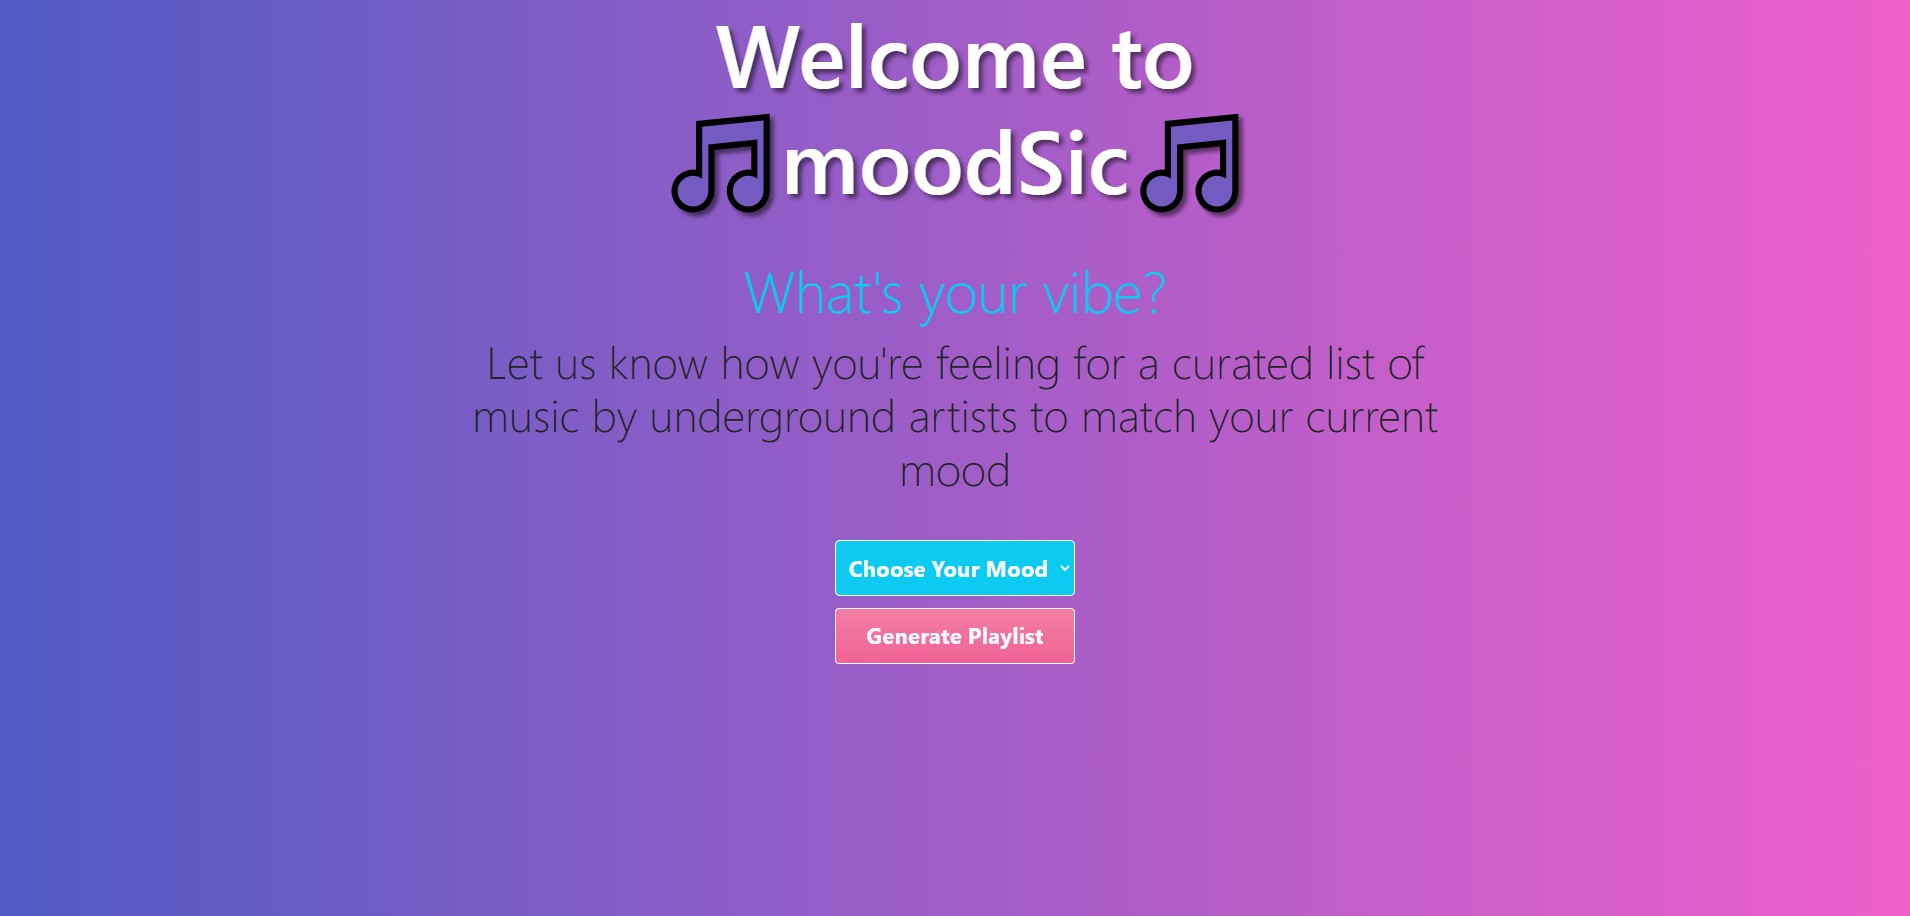 Welcome to
🎵moodSic🎵
What's your vibe?
Let us know how you're feeling for a curated list of
music by underground artists to match your current
mood
Choose Your Mood
Generate Playlist